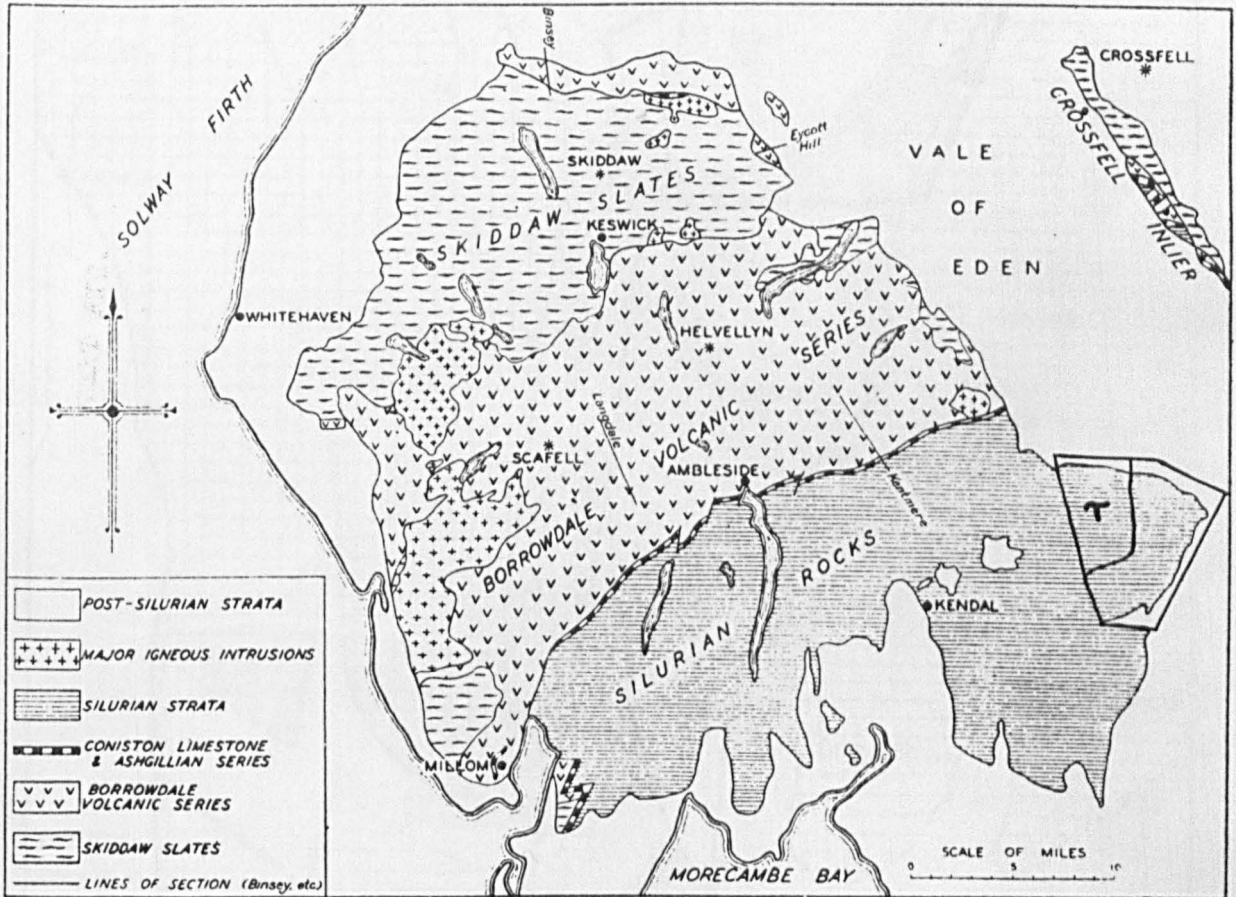 SOLWAY FIRTH
Binsey
CROSSFELL
CROSSFELL INLIER
Eycott Hill
VALE
OF
EDEN
SKIDDAW
SKIDDAW SLATES
KESWICK
WHITEHAVEN
HELVELLYN
BORROWDALE VOLCANIC SERIES
Langdale
SCAFELL
AMBLESIDE
Kentmere
T
SILURIAN ROCKS
KENDAL
MILLOM
MORECAMBE BAY
POST-SILURIAN STRATA
MAJOR IGNEOUS INTRUSIONS
SILURIAN STRATA
CONISTON LIMESTONE
& ASHGILLIAN SERIES
BORROWDALE
VOLCANIC SERIES
SKIDDAW SLATES
LINES OF SECTION (Binsey, etc.)
SCALE OF MILES
0 5 10